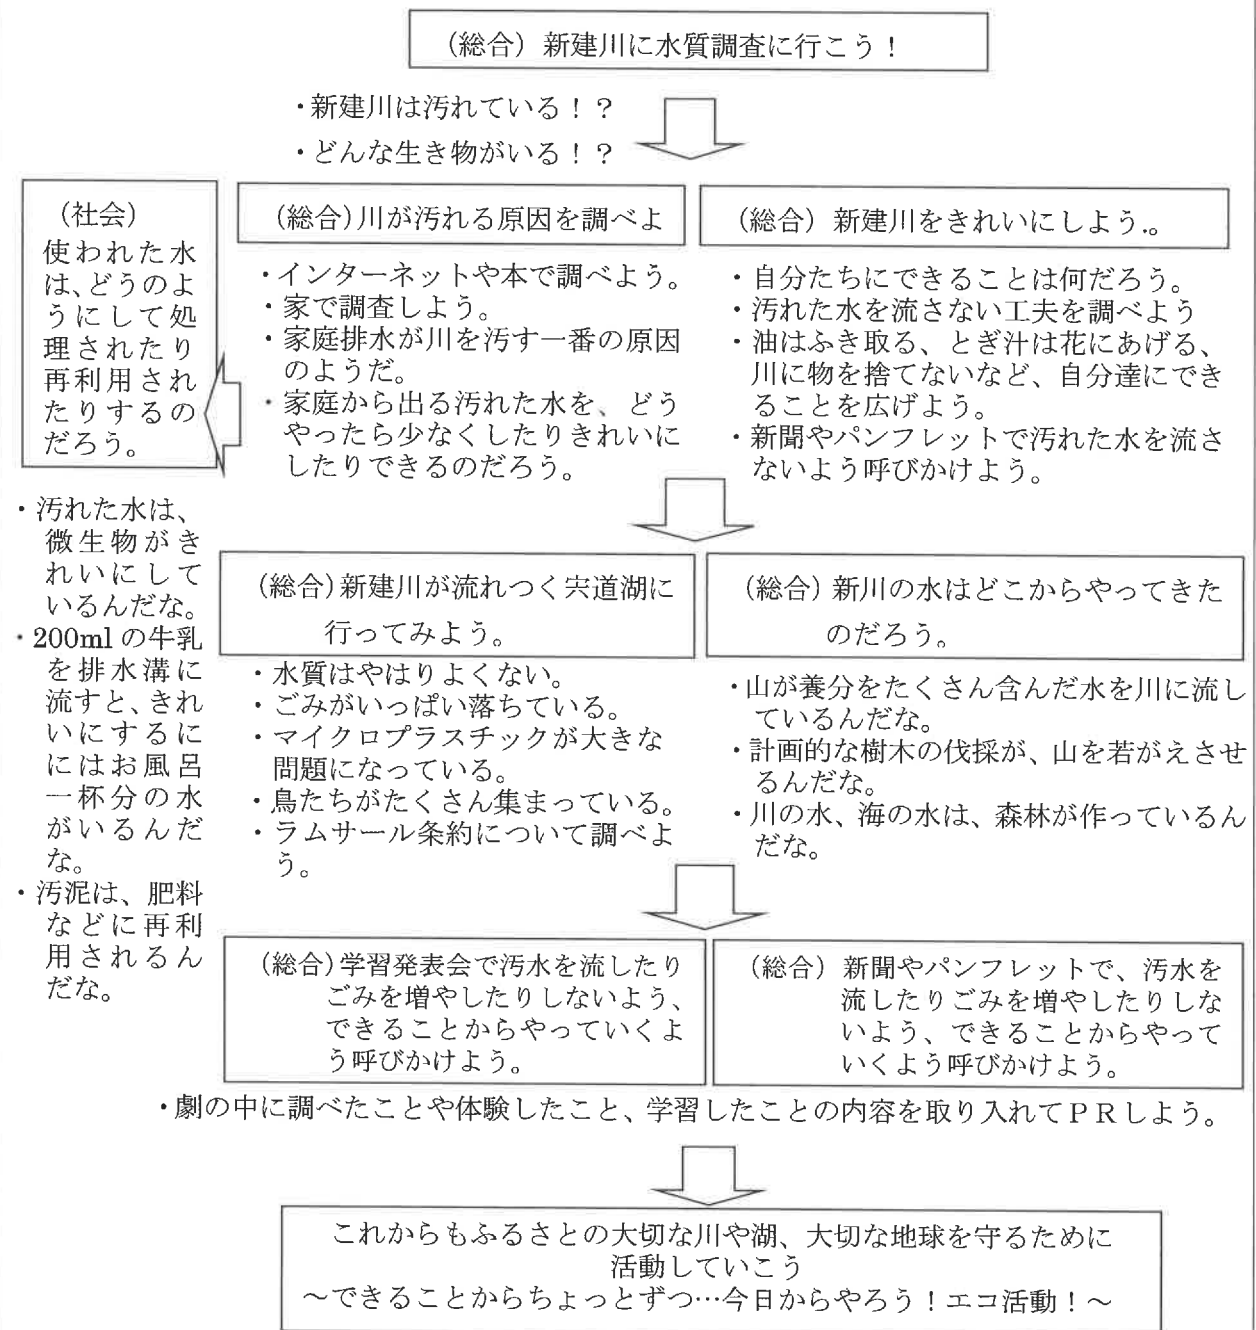 （総合）新建川に水質調査に行こう！
・新建川は汚れている！？
・どんな生き物がいる！？
（社会）
使われた水
は、どうのよ
うにして処
理されたり
再利用され
たりするの
だろう。
・汚れた水は、
微生物がき
れいにして
いるんだな。
・200mlの牛乳
を排水溝に
流すと、きれ
いにするに
にはお風呂
一杯分の水
がいるんだ
な。
・汚泥は、肥料
などに再利
用されるん
だな。
（総合）川が汚れる原因を調べよ
・インターネットや本で調べよう。
・家で調査しよう。
・家庭排水が川を汚す一番の原因
のようだ。
・家庭から出る汚れた水を、どう
やったら少なくしたりきれいに
したりできるのだろう。
（総合）新建川をきれいにしよう.。
・自分たちにできることは何だろう。
・汚れた水を流さない工夫を調べよう
・油はふき取る、とぎ汁は花にあげる、
川に物を捨てないなど、自分達にでき
ることを広げよう。
・新聞やパンフレットで汚れた水を流さ
ないよう呼びかけよう。
（総合）新建川が流れつく宍道湖に
行ってみよう。
・水質はやはりよくない。
・ごみがいっぱい落ちている。
・マイクロプラスチックが大きな
問題になっている。
・鳥たちがたくさん集まっている。
・ラムサール条約について調べよ
う。
（総合）新川の水はどこからやってきた
のだろう。
・山が養分をたくさん含んだ水を川に流し
ているんだな。
・計画的な樹木の伐採が、山を若がえさせ
るんだな。
・川の水、海の水は、森林が作っているん
だな。
（総合）学習発表会で汚水を流したり
ごみを増やしたりしないよう、
できることからやっていくよ
う呼びかけよう。
（総合）新聞やパンフレットで、汚水を
流したりごみを増やしたりしな
いよう、できることからやって
いくよう呼びかけよう。
・劇の中に調べたことや体験したこと、学習したことの内容を取り入れてＰＲしよう。
これからもふるさとの大切な川や湖、大切な地球を守るために
活動していこう
～できることからちょっとずつ…今日からやろう！エコ活動！～